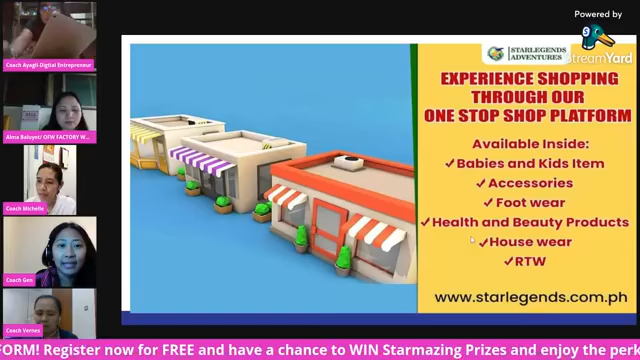 Powered by
StreamYard
Coach Ayagil-Digital Entrepreneur
Alma Baluyot/ OFW FACTORY W...
Coach Michelle
Coach Gen
Coach Vernes
STARLEGENDS
ADVENTURES
EXPERIENCE SHOPPING
THROUGH OUR
ONE STOP SHOP PLATFORM
Available Inside:
✓Babies and Kids Item
✓Accessories
✓Foot wear
✓Health and Beauty Products
✓House wear
✓RTW
www.starlegends.com.ph
FORM! Register now for FREE and have a chance to WIN Starmazing Prizes and enjoy the perk